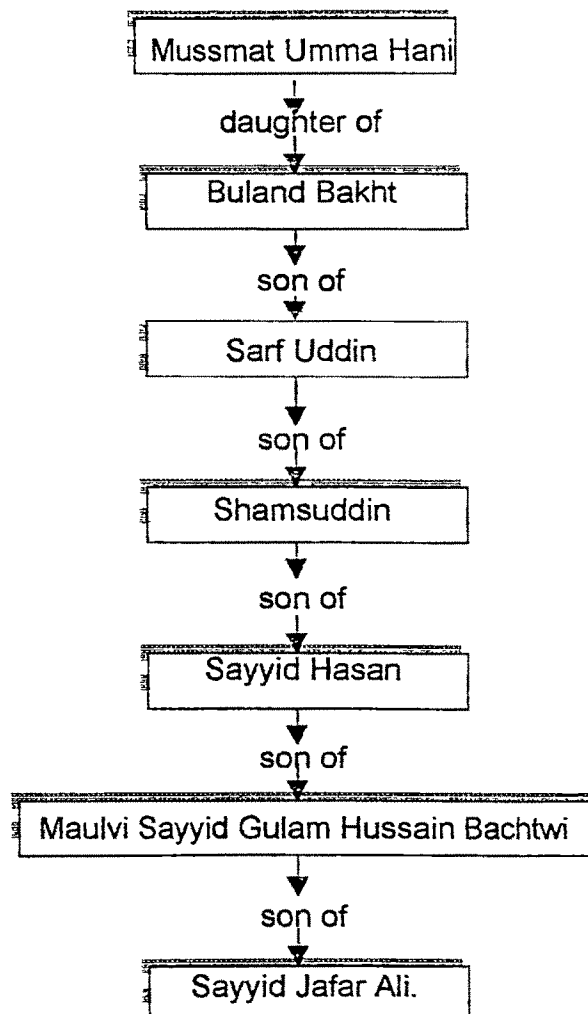 Mussmat Umma Hani
daughter of
Buland Bakht
son of
Sarf Uddin
son of
Shamsuddin
son of
Sayyid Hasan
son of
Maulvi Sayyid Gulam Hussain Bachtwi
son of
Sayyid Jafar Ali.